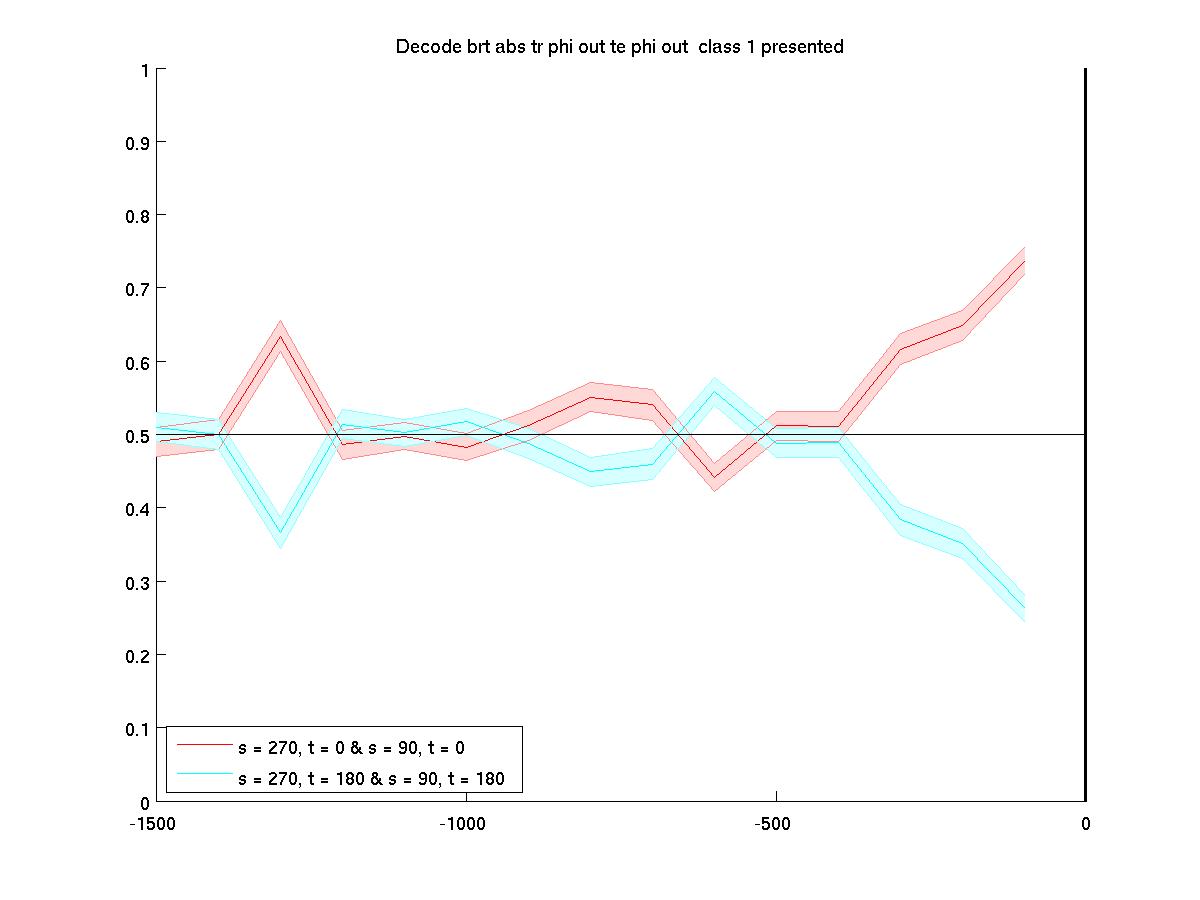 Decode brt abs tr phi out te phi out  class 1 presented
1
0.9
0.8
0.7
0.6
0.5
0.4
0.3
0.2
0.1
0
s = 270, t = 0 & s = 90, t = 0
s = 270, t = 180 & s = 90, t = 180
-1500 -1000 -500 0